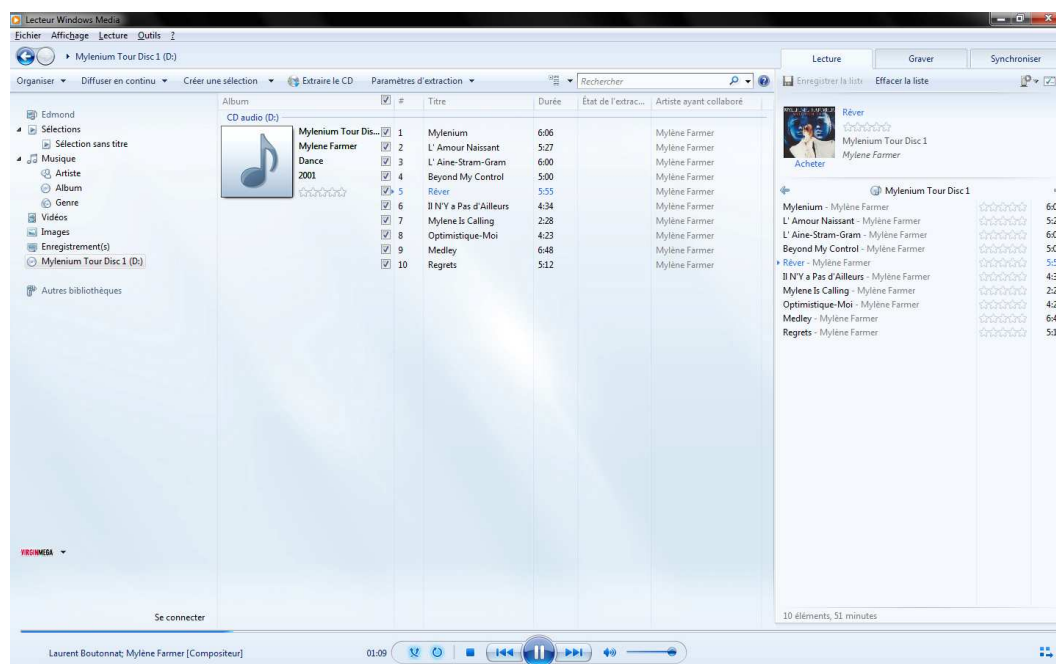 Lecteur Windows Media
Fichier Affichage Lecture Outils ?
Mylenium Tour Disc 1 (D:)
Lecture Graver Synchroniser
Organiser Diffuser en continu Créer une sélection Extraire le CD Paramètres d'extraction Rechercher Enregistrer la liste Effacer la liste
Album # Titre Durée État de l'extrac... Artiste ayant collaboré
CD audio (D:)
Edmond
Sélections
Sélection sans titre
Musique
Artiste
Album
Genre
Vidéos
Images
Enregistrement(s)
Mylenium Tour Disc 1 (D:)
Autres bibliothèques
Mylenium Tour Dis...
Mylene Farmer
Dance
2001
1 Mylenium 6:06 Mylène Farmer
2 L' Amour Naissant 5:27 Mylène Farmer
3 L' Aine-Stram-Gram 6:00 Mylène Farmer
4 Beyond My Control 5:00 Mylène Farmer
5 Rêver 5:55 Mylène Farmer
6 Il N'Y a Pas d'Ailleurs 4:34 Mylène Farmer
7 Mylene Is Calling 2:28 Mylène Farmer
8 Optimistique-Moi 4:23 Mylène Farmer
9 Medley 6:48 Mylène Farmer
10 Regrets 5:12 Mylène Farmer
Rêver
Mylenium Tour Disc 1
Mylene Farmer
Acheter
Mylenium Tour Disc 1
Mylenium - Mylène Farmer
L' Amour Naissant - Mylène Farmer
L' Aine-Stram-Gram - Mylène Farmer
Beyond My Control - Mylène Farmer
Rêver - Mylène Farmer
Il N'Y a Pas d'Ailleurs - Mylène Farmer
Mylene Is Calling - Mylène Farmer
Optimistique-Moi - Mylène Farmer
Medley - Mylène Farmer
Regrets - Mylène Farmer
VIRGINMEGA
Se connecter
10 éléments, 51 minutes
Laurent Boutonnat; Mylène Farmer [Compositeur] 01:09